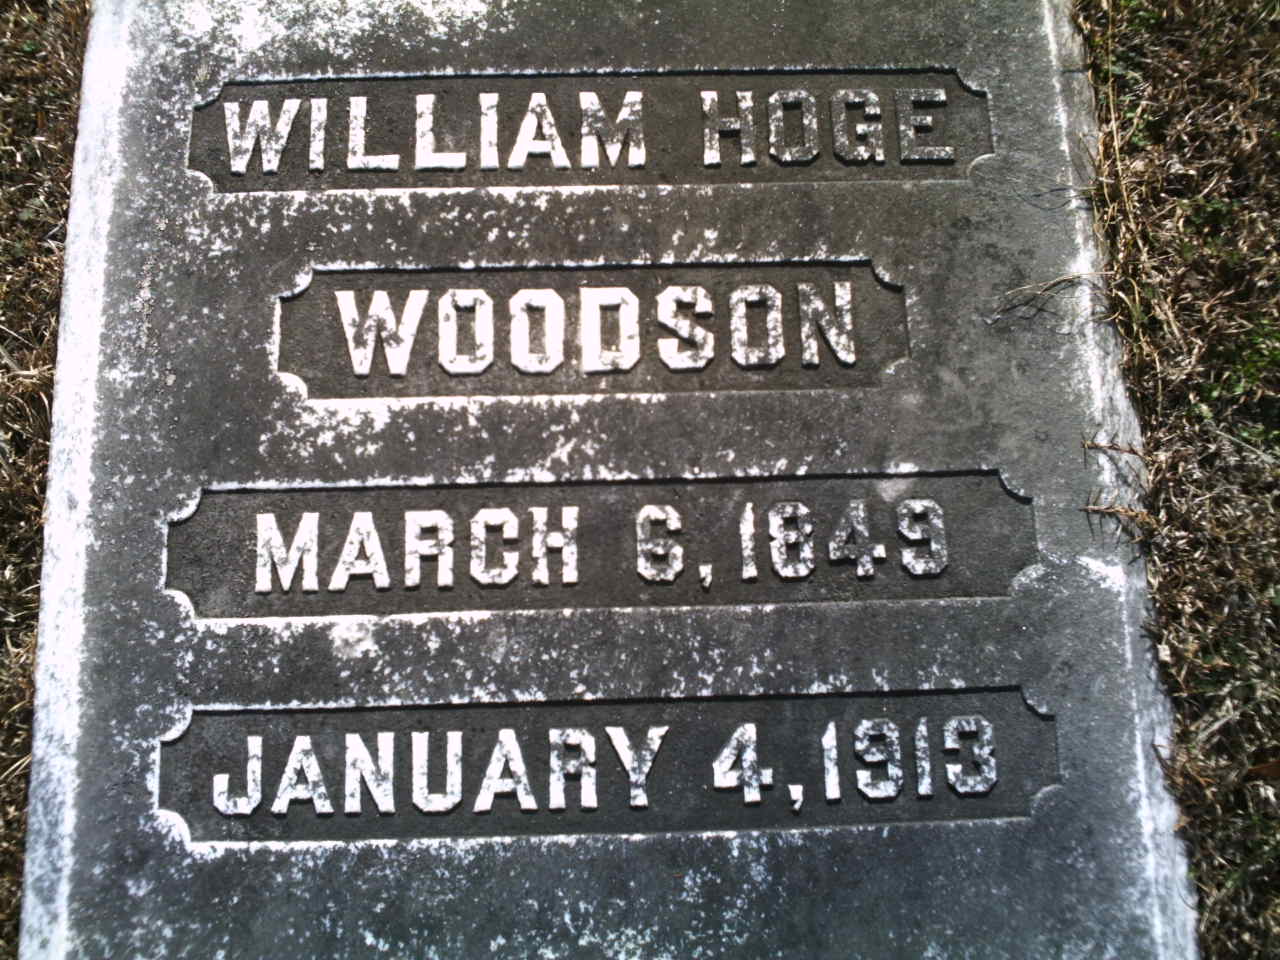 WILLIAM HOGE
WOODSON
MARCH 6, 1849
JANUARY 4, 1913